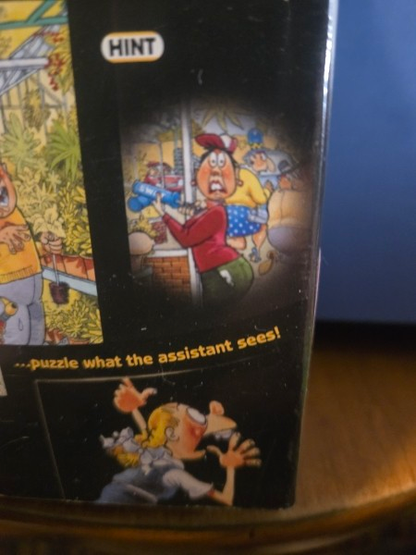 HINT
...puzzle what the assistant sees!